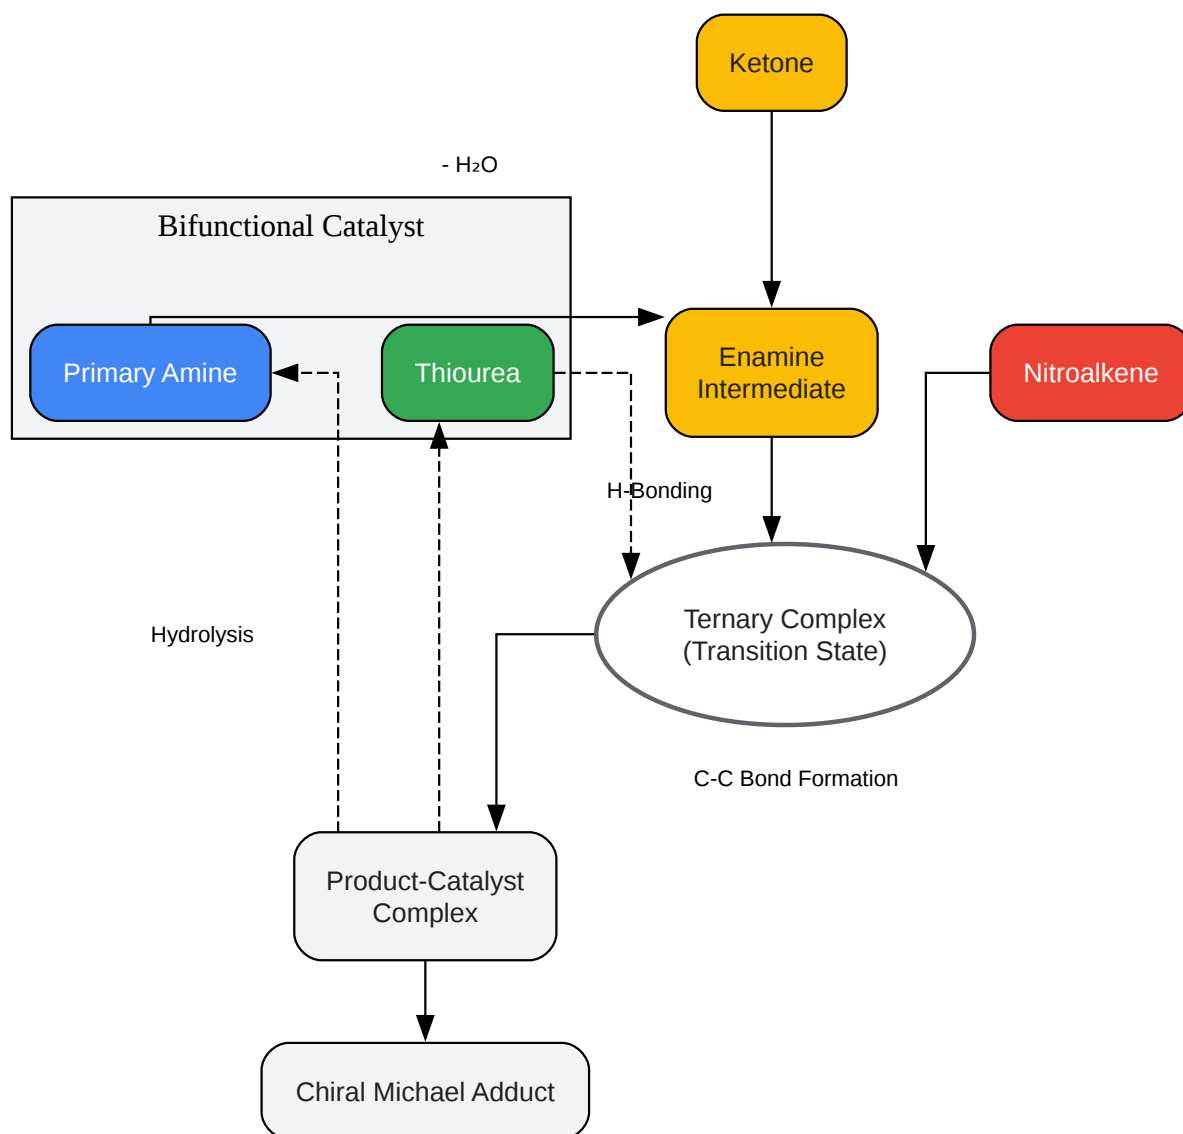 Ketone
- H₂O
Bifunctional Catalyst
Primary Amine
Thiourea
Enamine
Intermediate
Nitroalkene
H-Bonding
Ternary Complex
(Transition State)
Hydrolysis
C-C Bond Formation
Product-Catalyst
Complex
Chiral Michael Adduct